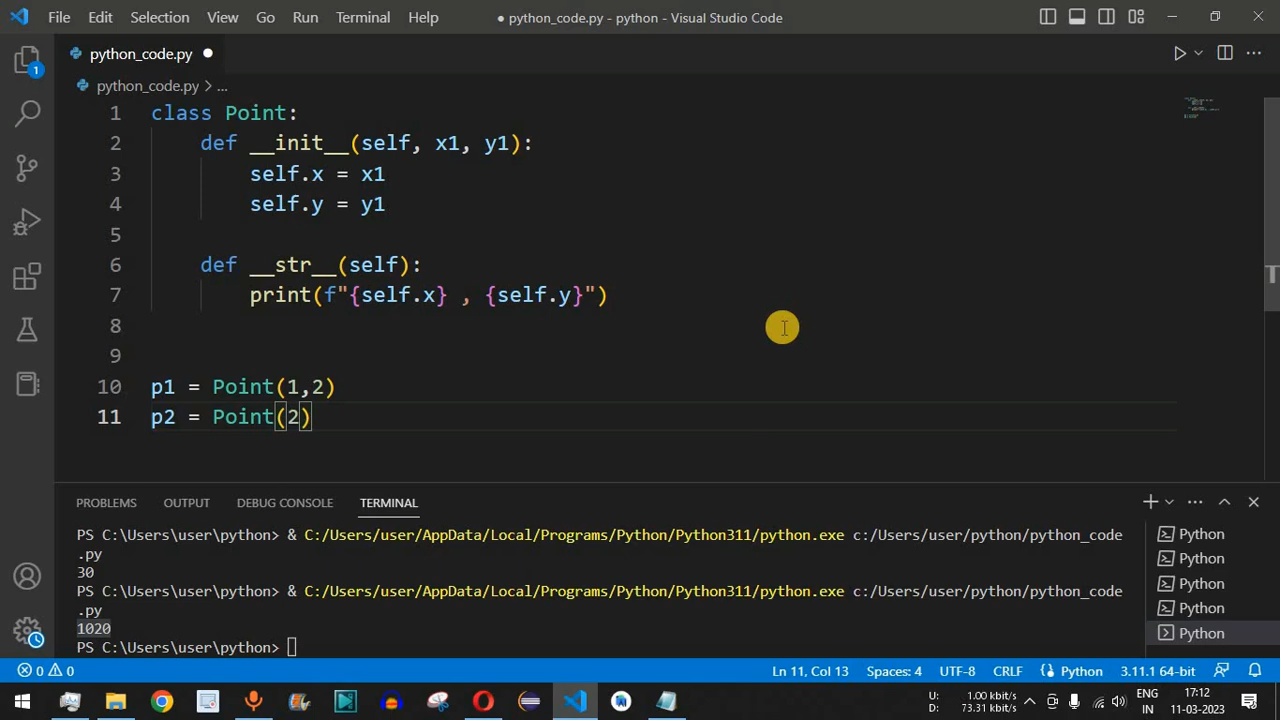 File Edit Selection View Go Run Terminal Help ● python_code.py - python - Visual Studio Code
python_code.py ●
python_code.py > ...
1 class Point:
2 def __init__(self, x1, y1):
3 self.x = x1
4 self.y = y1
5
6 def __str__(self):
7 print(f"{self.x} , {self.y}")
8
9
10 p1 = Point(1,2)
11 p2 = Point(2)
1
PROBLEMS OUTPUT DEBUG CONSOLE TERMINAL
PS C:\Users\user\python> & C:/Users/user/AppData/Local/Programs/Python/Python311/python.exe c:/Users/user/python/python_code
.py
30
PS C:\Users\user\python> & C:/Users/user/AppData/Local/Programs/Python/Python311/python.exe c:/Users/user/python/python_code
.py
1020
PS C:\Users\user\python>
Python
Python
Python
Python
Python
0 0 Ln 11, Col 13 Spaces: 4 UTF-8 CRLF Python 3.11.1 64-bit
U: 1.00 kbit/s
D: 73.31 kbit/s
ENG
IN
17:12
11-03-2023